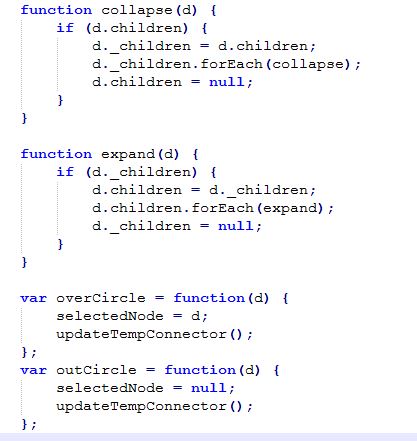 function collapse(d) {
    if (d.children) {
        d._children = d.children;
        d._children.forEach(collapse);
        d.children = null;
    }
}

function expand(d) {
    if (d._children) {
        d.children = d._children;
        d.children.forEach(expand);
        d._children = null;
    }
}

var overCircle = function(d) {
    selectedNode = d;
    updateTempConnector();
};
var outCircle = function(d) {
    selectedNode = null;
    updateTempConnector();
};